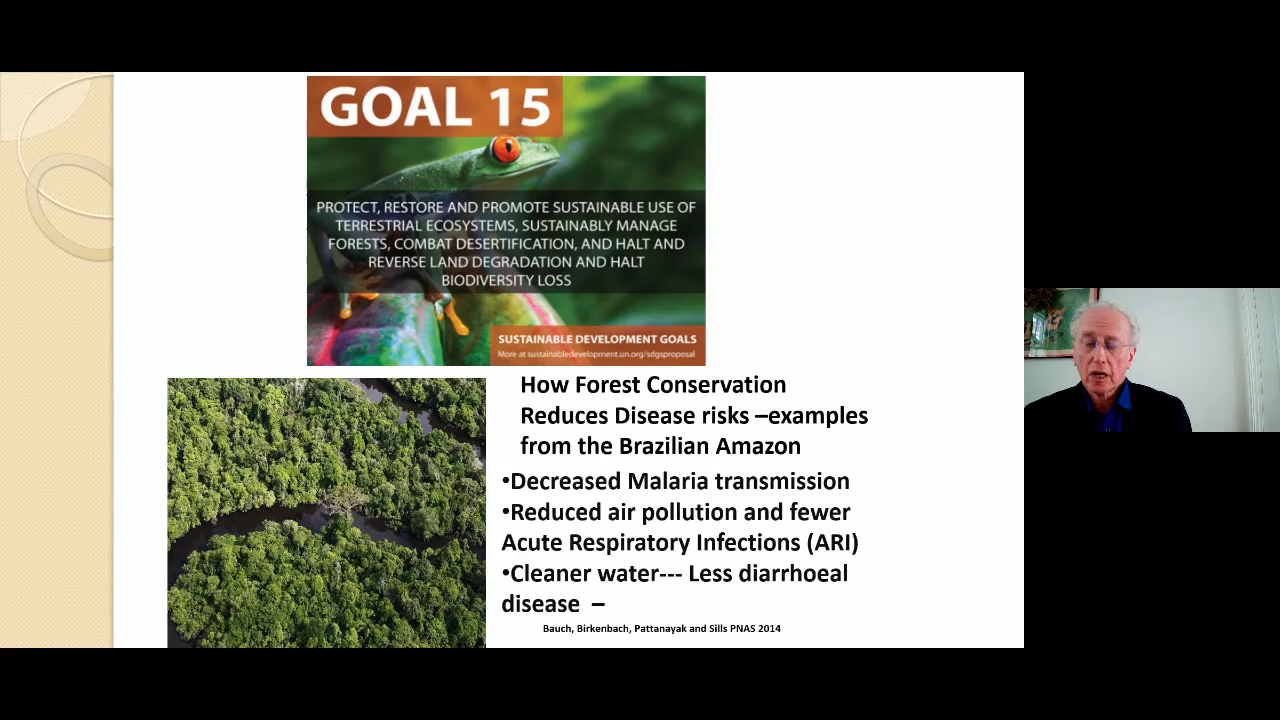 GOAL 15
PROTECT, RESTORE AND PROMOTE SUSTAINABLE USE OF
TERRESTRIAL ECOSYSTEMS, SUSTAINABLY MANAGE
FORESTS, COMBAT DESERTIFICATION, AND HALT AND
REVERSE LAND DEGRADATION AND HALT
BIODIVERSITY LOSS
SUSTAINABLE DEVELOPMENT GOALS
More at sustainabledevelopment.un.org/sdgsproposal
How Forest Conservation
Reduces Disease risks –examples
from the Brazilian Amazon
•Decreased Malaria transmission
•Reduced air pollution and fewer
Acute Respiratory Infections (ARI)
•Cleaner water--- Less diarrhoeal
disease –
Bauch, Birkenbach, Pattanayak and Sills PNAS 2014